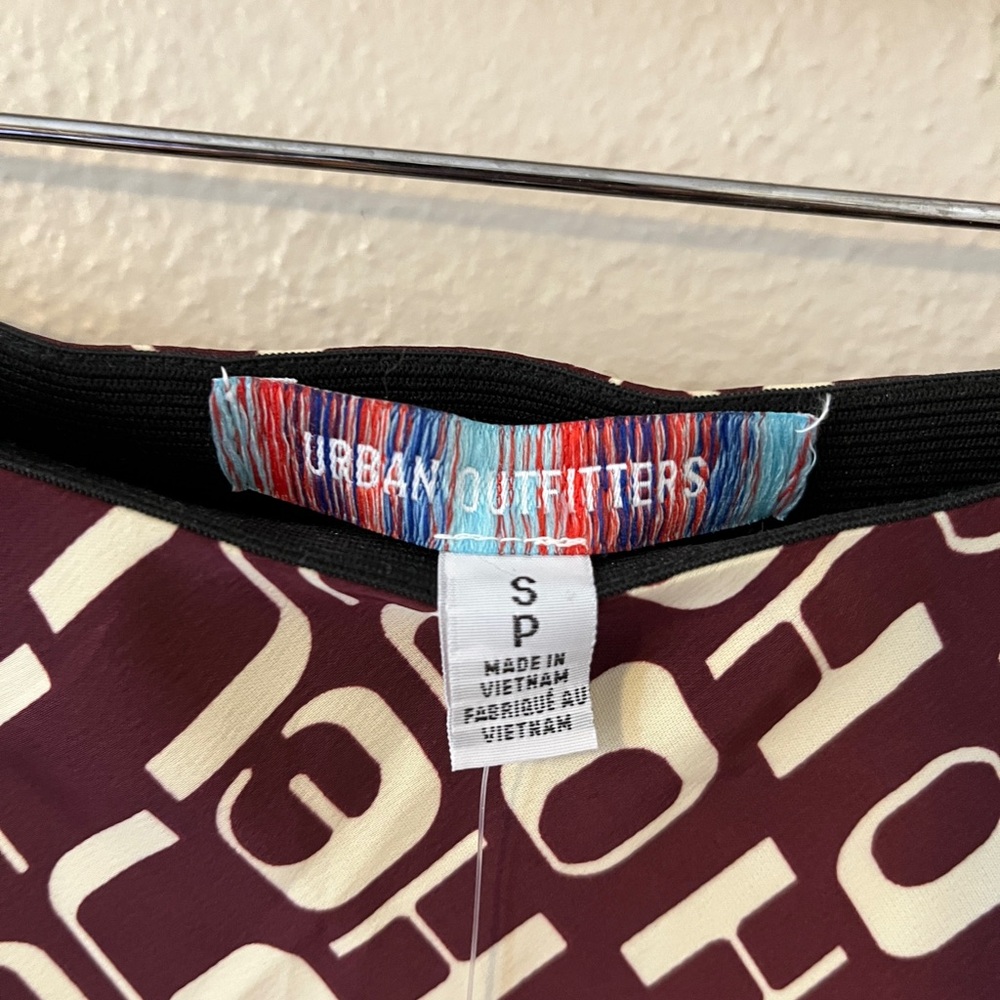 URBAN OUTFITTERS
S
P
MADE IN
VIETNAM
FABRIQUÉ AU
VIETNAM